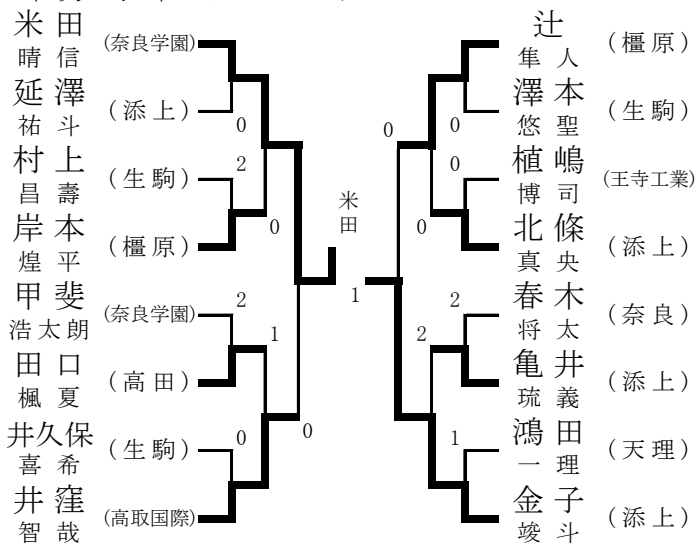 米田
晴信
(奈良学園)
延澤
祐斗
(添上)
0
村上
昌壽
(生駒)
2
岸本
煌平
(橿原)
0
甲斐
浩太朗
(奈良学園)
2
1
田口
楓夏
(高田)
井久保
喜希
(生駒)
0
0
井窪
智哉
(高取国際)
米田
1
辻
隼人
(橿原)
澤本
悠聖
(生駒)
0
0
植嶋
博司
(王寺工業)
0
北條
真央
(添上)
0
春木
将太
(奈良)
2
2
亀井
琉義
(添上)
鴻田
一理
(天理)
1
金子
竣斗
(添上)